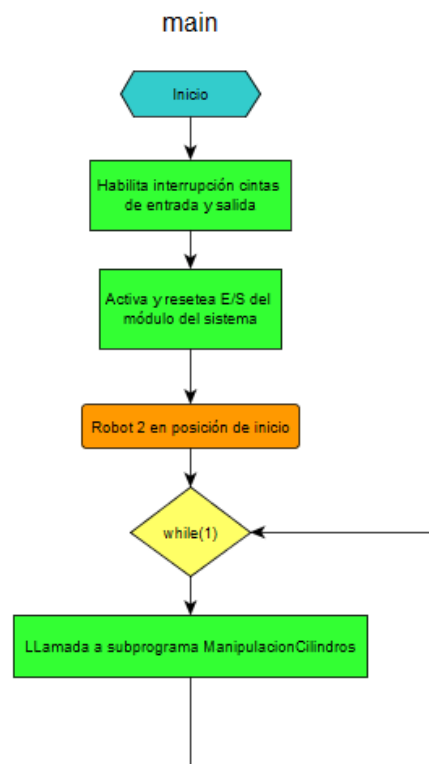 main
Inicio
Habilita interrupción cintas
de entrada y salida
Activa y resetea E/S del
módulo del sistema
Robot 2 en posición de inicio
while(1)
LLamada a subprograma ManipulacionCilindros